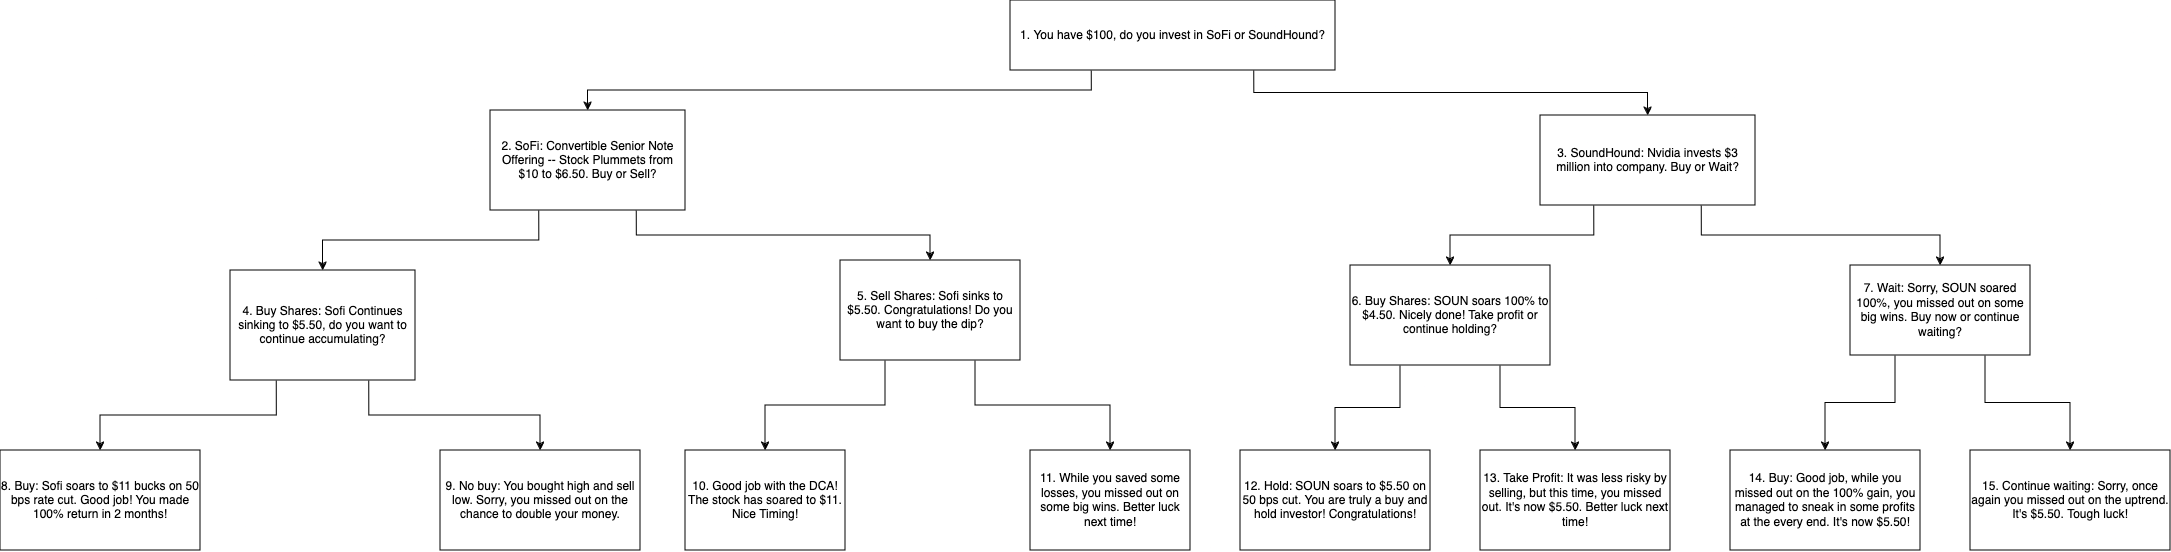 1. You have $100, do you invest in SoFi or SoundHound?
2. SoFi: Convertible Senior Note
Offering -- Stock Plummets from
$10 to $6.50. Buy or Sell?
3. SoundHound: Nvidia invests $3
million into company. Buy or Wait?
4. Buy Shares: Sofi Continues
sinking to $5.50, do you want to
continue accumulating?
5. Sell Shares: Sofi sinks to
$5.50. Congratulations! Do you
want to buy the dip?
6. Buy Shares: SOUN soars 100% to
$4.50. Nicely done! Take profit or
continue holding?
7. Wait: Sorry, SOUN soared
100%, you missed out on some
big wins. Buy now or continue
waiting?
8. Buy: Sofi soars to $11 bucks on 50
bps rate cut. Good job! You made
100% return in 2 months!
9. No buy: You bought high and sell
low. Sorry, you missed out on the
chance to double your money.
10. Good job with the DCA!
The stock has soared to $11.
Nice Timing!
11. While you saved some
losses, you missed out on
some big wins. Better luck
next time!
12. Hold: SOUN soars to $5.50 on
50 bps cut. You are truly a buy and
hold investor! Congratulations!
13. Take Profit: It was less risky by
selling, but this time, you missed
out. It's now $5.50. Better luck next
time!
14. Buy: Good job, while you
missed out on the 100% gain, you
managed to sneak in some profits
at the every end. It's now $5.50!
15. Continue waiting: Sorry, once
again you missed out on the uptrend.
It's $5.50. Tough luck!